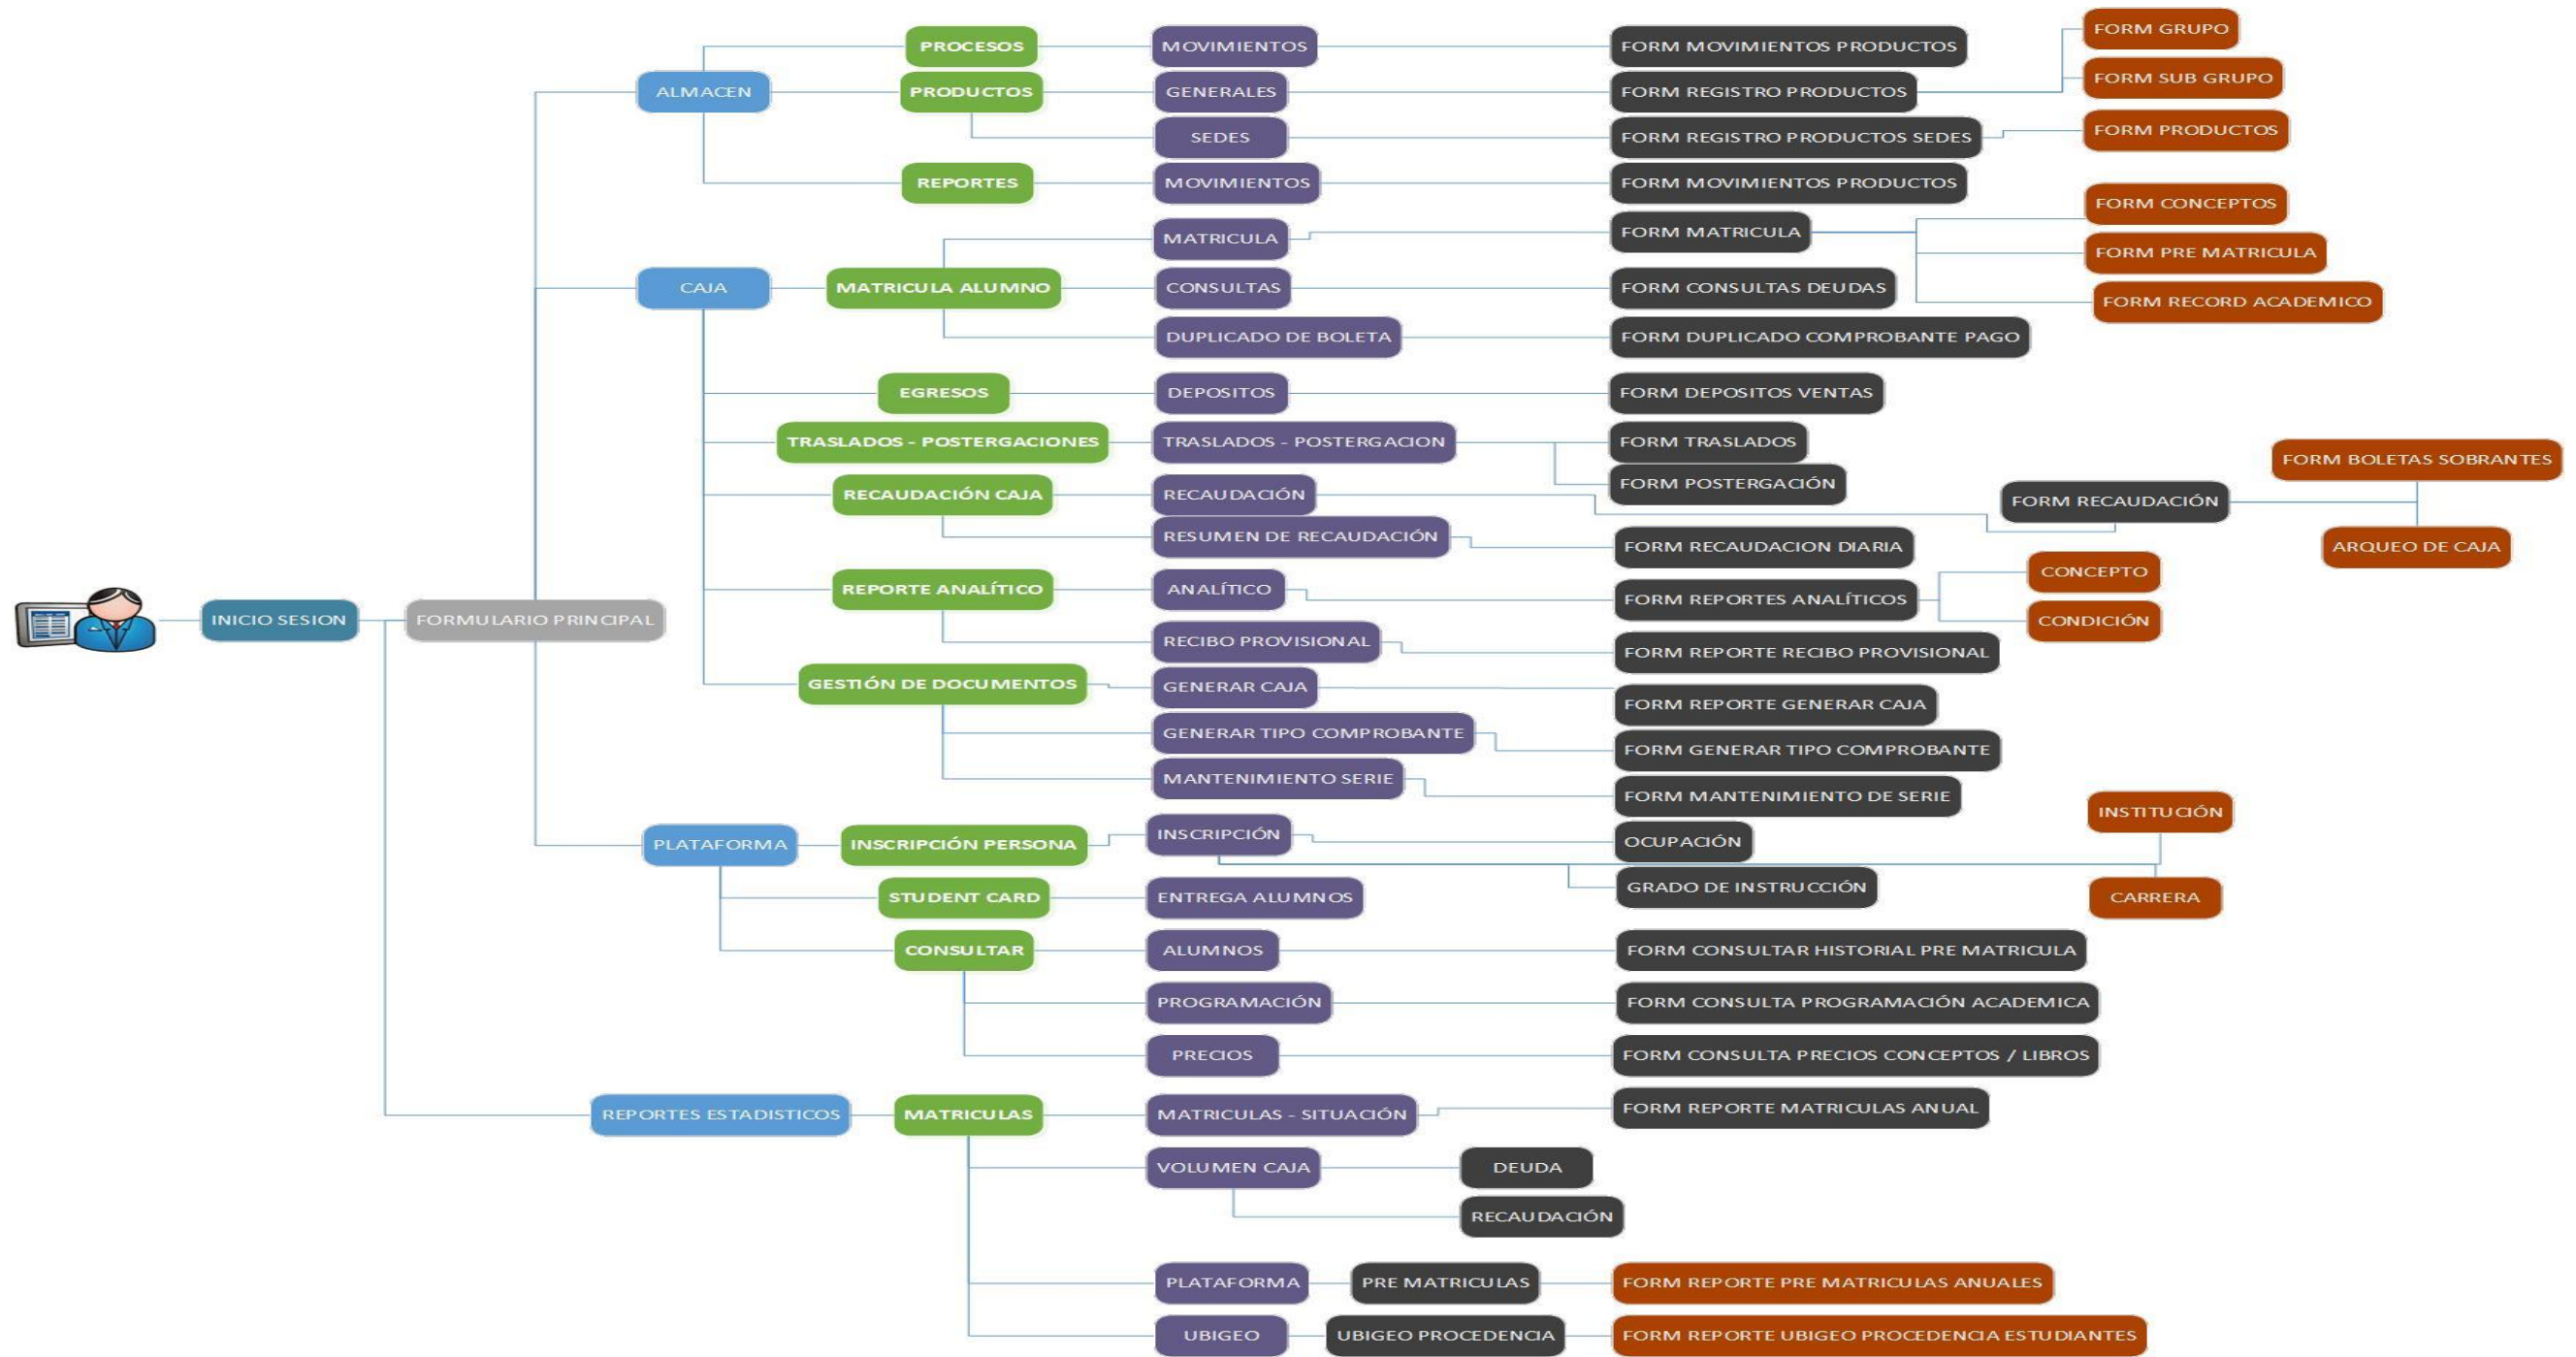 INICIO SESION
FORMULARIO PRINCIPAL
ALMACEN
PROCESOS
MOVIMIENTOS
FORM MOVIMIENTOS PRODUCTOS
PRODUCTOS
GENERALES
FORM REGISTRO PRODUCTOS
FORM GRUPO
FORM SUB GRUPO
SEDES
FORM REGISTRO PRODUCTOS SEDES
FORM PRODUCTOS
REPORTES
MOVIMIENTOS
FORM MOVIMIENTOS PRODUCTOS
CAJA
MATRICULA ALUMNO
MATRICULA
FORM MATRICULA
FORM CONCEPTOS
FORM PRE MATRICULA
FORM RECORD ACADEMICO
CONSULTAS
FORM CONSULTAS DEUDAS
DUPLICADO DE BOLETA
FORM DUPLICADO COMPROBANTE PAGO
EGRESOS
DEPOSITOS
FORM DEPOSITOS VENTAS
TRASLADOS - POSTERGACIONES
TRASLADOS - POSTERGACION
FORM TRASLADOS
FORM POSTERGACIÓN
RECAUDACIÓN CAJA
RECAUDACIÓN
FORM RECAUDACIÓN
FORM BOLETAS SOBRANTES
ARQUEO DE CAJA
RESUMEN DE RECAUDACIÓN
FORM RECAUDACION DIARIA
REPORTE ANALÍTICO
ANALÍTICO
FORM REPORTES ANALÍTICOS
CONCEPTO
CONDICIÓN
RECIBO PROVISIONAL
FORM REPORTE RECIBO PROVISIONAL
GESTIÓN DE DOCUMENTOS
GENERAR CAJA
FORM REPORTE GENERAR CAJA
GENERAR TIPO COMPROBANTE
FORM GENERAR TIPO COMPROBANTE
MANTENIMIENTO SERIE
FORM MANTENIMIENTO DE SERIE
PLATAFORMA
INSCRIPCIÓN PERSONA
INSCRIPCIÓN
OCUPACIÓN
GRADO DE INSTRUCCIÓN
INSTITUCIÓN
CARRERA
STUDENT CARD
ENTREGA ALUMNOS
CONSULTAR
ALUMNOS
FORM CONSULTAR HISTORIAL PRE MATRICULA
PROGRAMACIÓN
FORM CONSULTA PROGRAMACIÓN ACADEMICA
PRECIOS
FORM CONSULTA PRECIOS CONCEPTOS / LIBROS
REPORTES ESTADISTICOS
MATRICULAS
MATRICULAS - SITUACIÓN
FORM REPORTE MATRICULAS ANUAL
VOLUMEN CAJA
DEUDA
RECAUDACIÓN
PLATAFORMA
PRE MATRICULAS
FORM REPORTE PRE MATRICULAS ANUALES
UBIGEO
UBIGEO PROCEDENCIA
FORM REPORTE UBIGEO PROCEDENCIA ESTUDIANTES